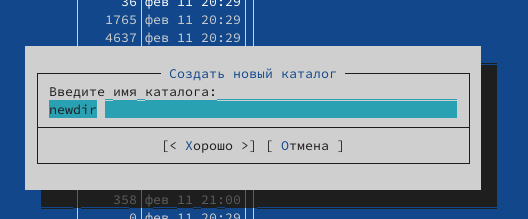 36 фев 11 20:29
1765 фев 11 20:29
4637 фев 11 20:29
Создать новый каталог
Введите имя каталога:
newdir
[< Хорошо >] [ Отмена ]
358 фев 11 21:00
0 фев 11 20:29